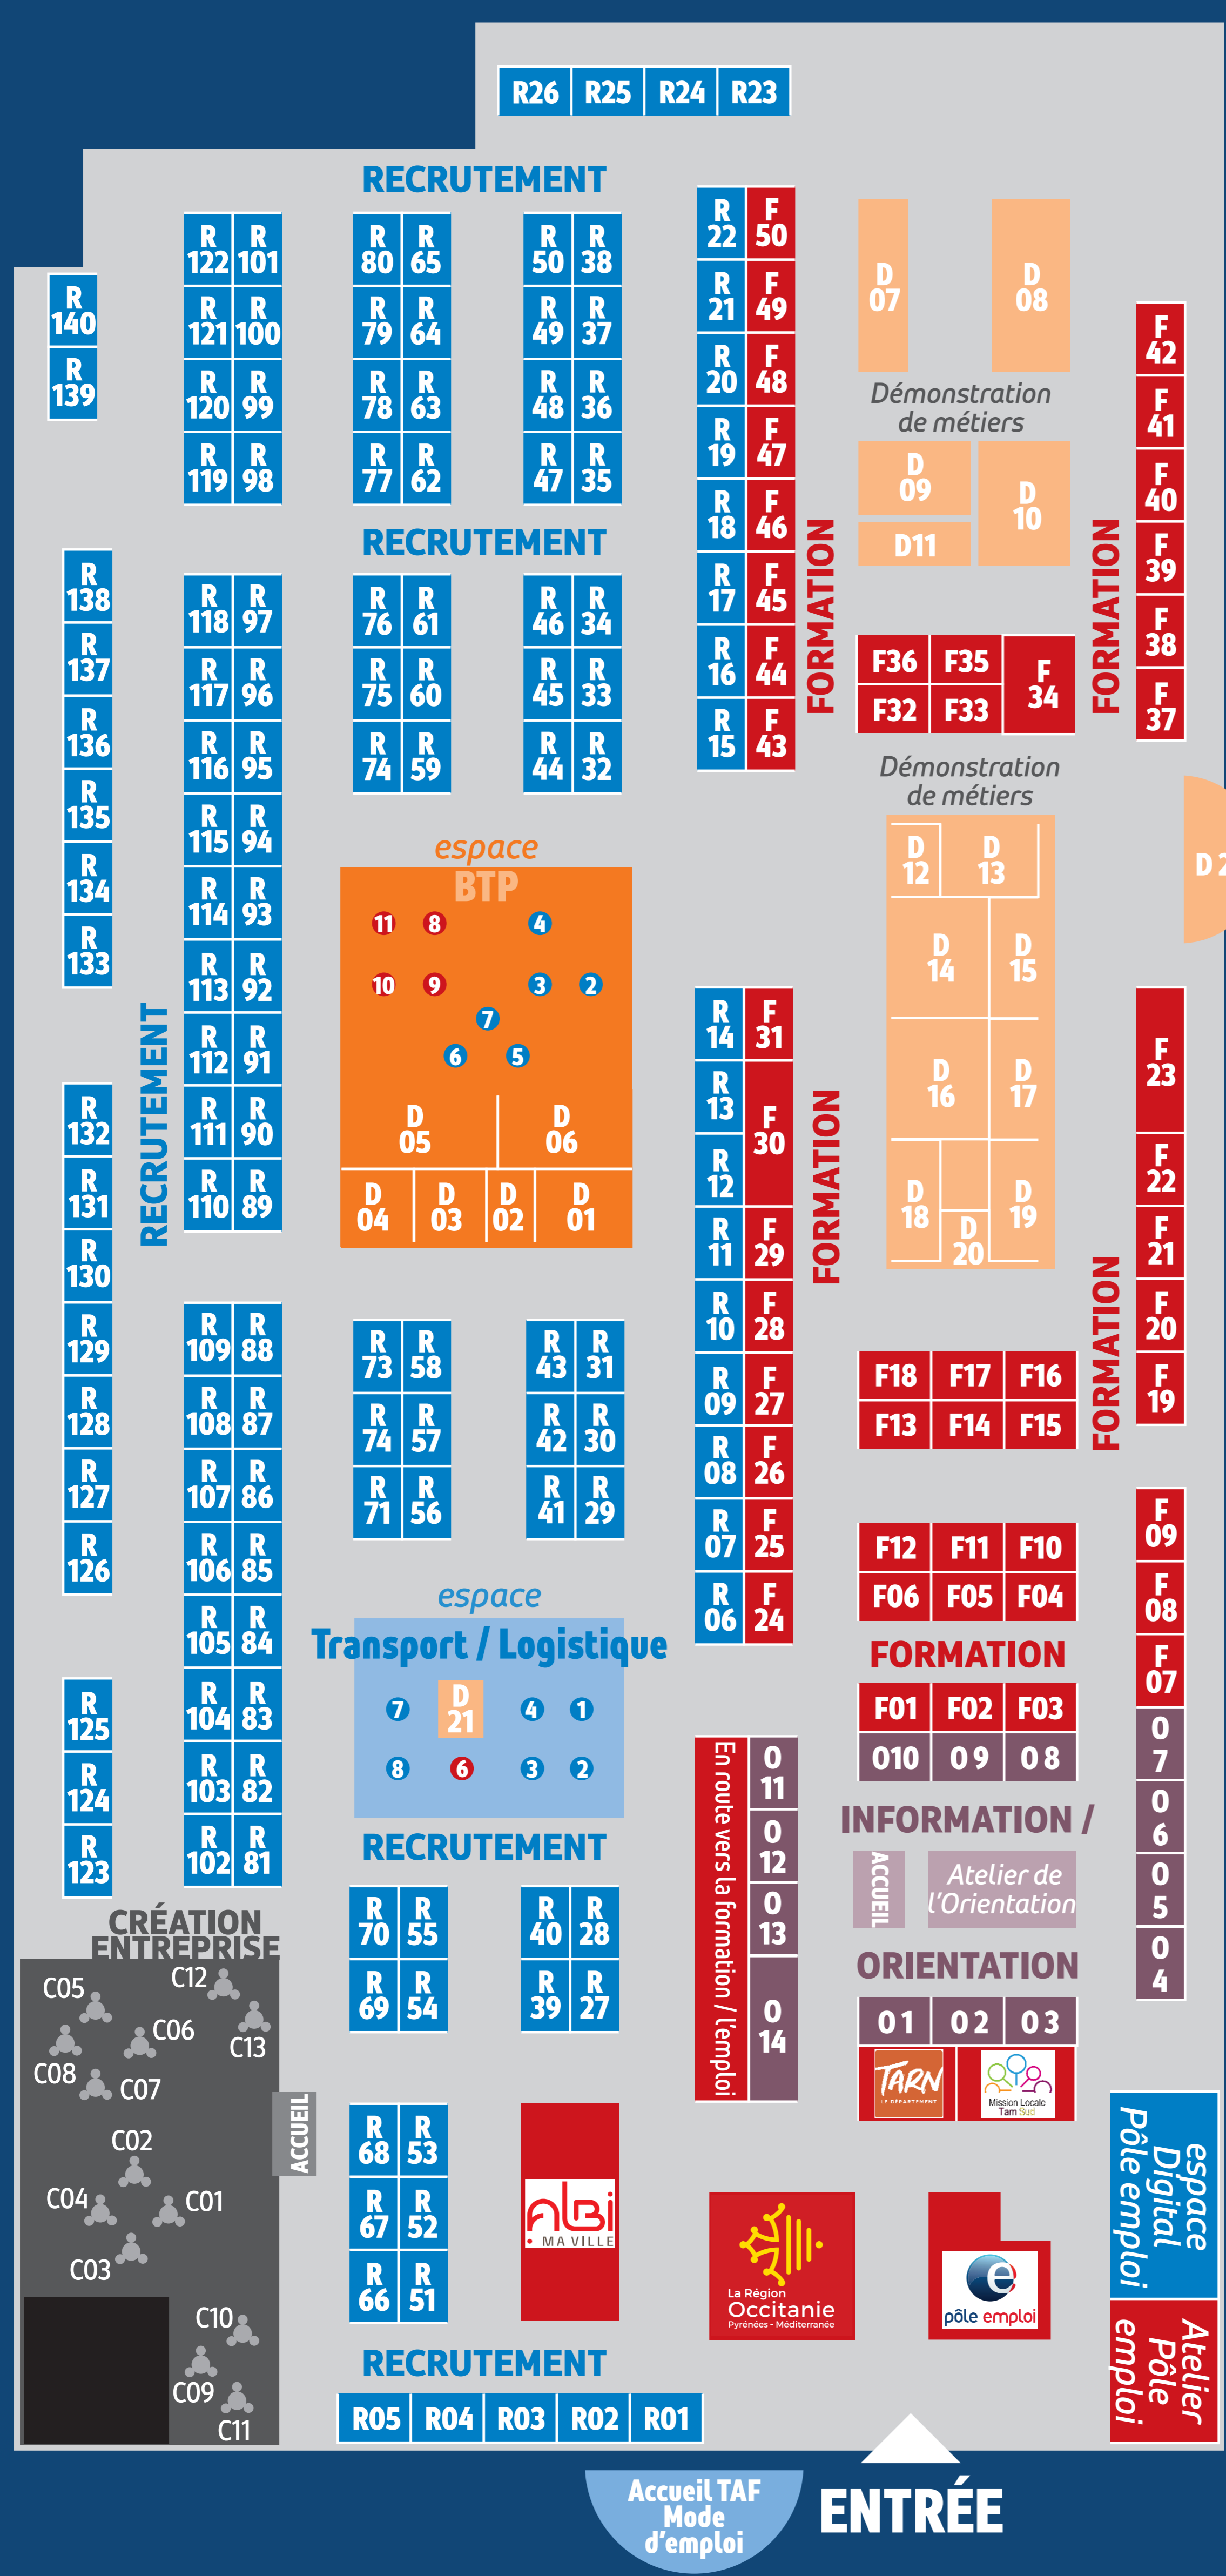 R26 R25 R24 R23
RECRUTEMENT
R 122 R 101
R 121 R 100
R 120 R 99
R 119 R 98
R 80 R 65
R 79 R 64
R 78 R 63
R 77 R 62
R 50 R 38
R 49 R 37
R 48 R 36
R 47 R 35
R 22 F 50
R 21 F 49
R 20 F 48
R 19 F 47
R 18 F 46
R 17 F 45
R 16 F 44
R 15 F 43
D 07
D 08
Démonstration
de métiers
D 09
D 10
D11
F 42
F 41
F 40
F 39
F 38
F 37
FORMATION
FORMATION
F36 F35 F 34
F32 F33
R 140
R 139
RECRUTEMENT
R 138
R 137
R 136
R 135
R 134
R 133
R 118 R 97
R 117 R 96
R 116 R 95
R 115 R 94
R 114 R 93
R 113 R 92
R 112 R 91
R 111 R 90
R 110 R 89
R 76 R 61
R 75 R 60
R 74 R 59
R 46 R 34
R 45 R 33
R 44 R 32
Démonstration
de métiers
D 12 D 13
D 14 D 15
D 16 D 17
D 18 D 20 D 19
D 2
espace
BTP
11 8 4
10 9 3 2
7
6 5
D 05 D 06
D 04 D 03 D 02 D 01
RECRUTEMENT
R 14 F 31
R 13 F 30
R 12
R 11 F 29
R 10 F 28
R 09 F 27
R 08 F 26
R 07 F 25
R 06 F 24
FORMATION
F 23
F 22
F 21
F 20
F 19
FORMATION
R 132
R 131
R 130
R 129
R 128
R 127
R 126
R 109 R 88
R 108 R 87
R 107 R 86
R 106 R 85
R 105 R 84
R 104 R 83
R 103 R 82
R 102 R 81
R 73 R 58
R 74 R 57
R 71 R 56
R 43 R 31
R 42 R 30
R 41 R 29
F18 F17 F16
F13 F14 F15
F12 F11 F10
F06 F05 F04
FORMATION
F01 F02 F03
O10 O 9 O 8
F 09
F 08
F 07
O 7
O 6
O 5
O 4
espace
Transport / Logistique
7 D 21 4 1
8 6 3 2
RECRUTEMENT
R 125
R 124
R 123
En route vers la formation / l'emploi
O 11
O 12
O 13
O 14
INFORMATION /
ACCUEIL
Atelier de
l'Orientation
ORIENTATION
O 1 O 2 O 3
TARN
LE DÉPARTEMENT
Mission Locale
Tarn Sud
R 70 R 55
R 69 R 54
R 40 R 28
R 39 R 27
CRÉATION
ENTREPRISE
C12
C05
C13
C06
C08
C07
C02
C04
C01
C03
C10
C09
C11
ACCUEIL
R 68 R 53
R 67 R 52
R 66 R 51
albi
MA VILLE
La Région
Occitanie
Pyrénées - Méditerranée
pôle emploi
espace
Digital
Pôle emploi
Atelier
Pôle
emploi
RECRUTEMENT
R05 R04 R03 R02 R01
Accueil TAF
Mode
d'emploi
ENTRÉE